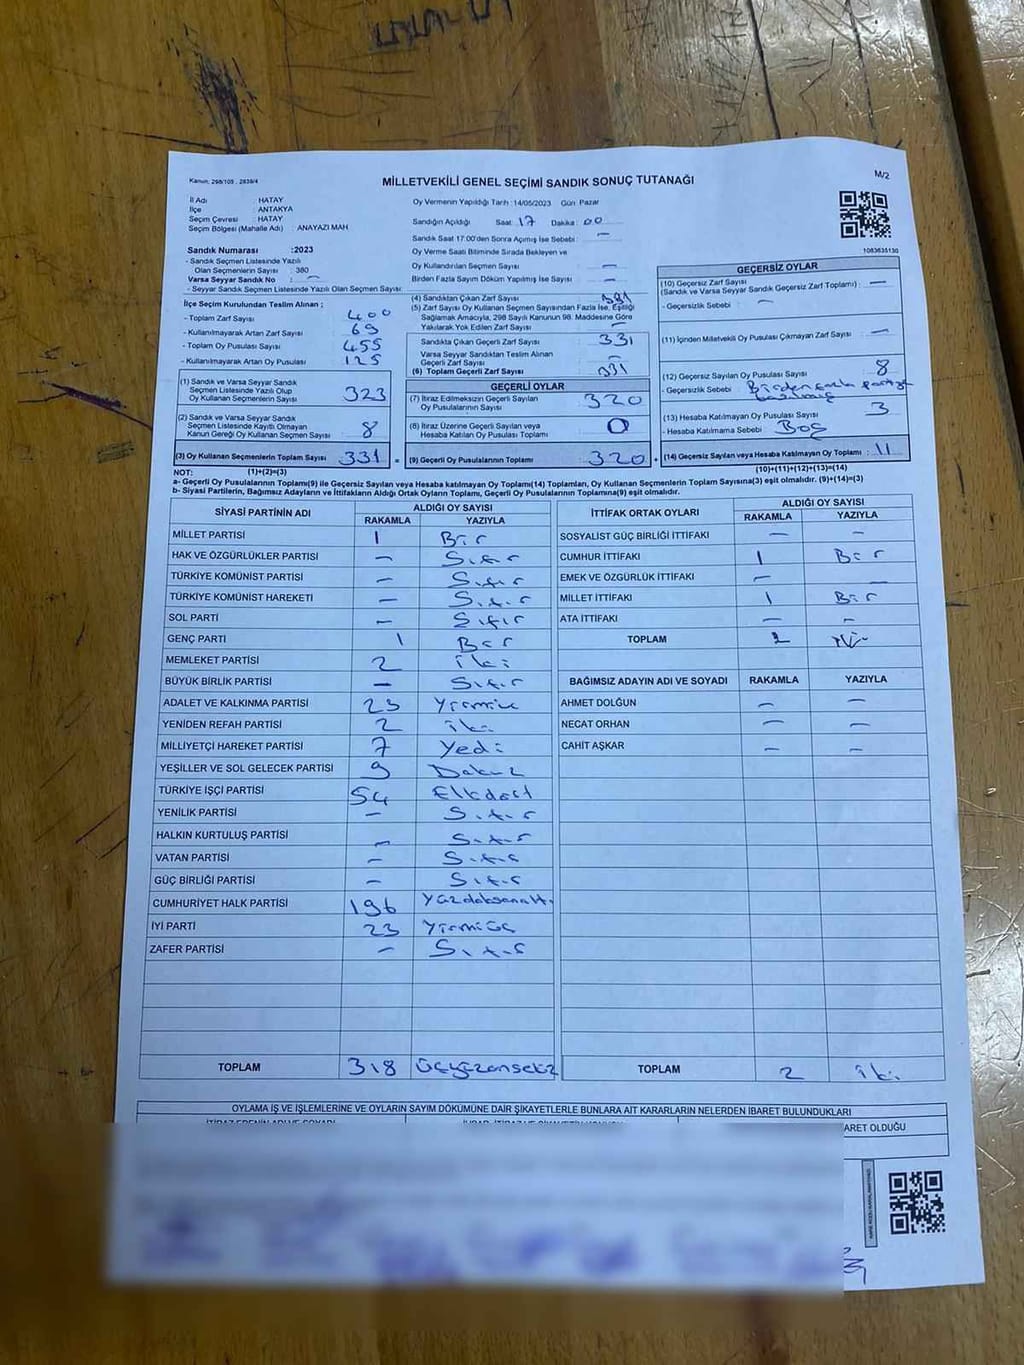 Kanun; 298/105 , 2839/4
MİLLETVEKİLİ GENEL SEÇİMİ SANDIK SONUÇ TUTANAĞI
M/2
İl Adı : HATAY
İlçe : ANTAKYA
Seçim Çevresi : HATAY
Seçim Bölgesi (Mahalle Adı) : ANAYAZI MAH
Sandık Numarası :2023
- Sandık Seçmen Listesinde Yazılı
Olan Seçmenlerin Sayısı : 380
Varsa Seyyar Sandık No : –
- Seyyar Sandık Seçmen Listesinde Yazılı Olan Seçmen Sayısı:
İlçe Seçim Kurulundan Teslim Alınan ;
- Toplam Zarf Sayısı : 400
- Kullanılmayarak Artan Zarf Sayısı : 69
- Toplam Oy Pusulası Sayısı : 455
- Kullanılmayarak Artan Oy Pusulası : 125
(1) Sandık ve Varsa Seyyar Sandık
Seçmen Listesinde Yazılı Olup
Oy Kullanan Seçmenlerin Sayısı : 323
(2) Sandık ve Varsa Seyyar Sandık
Seçmen Listesinde Kayıtlı Olmayan
Kanun Gereği Oy Kullanan Seçmen Sayısı : 8
(3) Oy Kullanan Seçmenlerin Toplam Sayısı : 331 =
Oy Vermenin Yapıldığı Tarih :14/05/2023 Gün: Pazar
Sandığın Açıldığı Saat: 17 Dakika : 00
Sandık Saat 17.00'den Sonra Açılmış İse Sebebi : –
Oy Verme Saati Bitiminde Sırada Bekleyen ve
Oy Kullandırılan Seçmen Sayısı : –
Birden Fazla Sayım Döküm Yapılmış İse Sayısı : –
(4) Sandıktan Çıkan Zarf Sayısı : 331
(5) Zarf Sayısı Oy Kullanan Seçmen Sayısından Fazla İse, Eşitliği
Sağlamak Amacıyla, 298 Sayılı Kanunun 98. Maddesine Göre
Yakılarak Yok Edilen Zarf Sayısı : –
Sandıkta Çıkan Geçerli Zarf Sayısı : 331
Varsa Seyyar Sandıktan Teslim Alınan
Geçerli Zarf Sayısı : –
(6) Toplam Geçerli Zarf Sayısı : 331
GEÇERLİ OYLAR
(7) İtiraz Edilmeksizin Geçerli Sayılan
Oy Pusulalarının Sayısı : 320
(8) İtiraz Üzerine Geçerli Sayılan veya
Hesaba Katılan Oy Pusulası Toplamı : 0
(9) Geçerli Oy Pusulalarının Toplamı : 320 +
1083635130
GEÇERSİZ OYLAR
(10) Geçersiz Zarf Sayısı
(Sandık ve Varsa Seyyar Sandık Geçersiz Zarf Toplamı) : –
- Geçersizlik Sebebi : –
(11) İçinden Milletvekili Oy Pusulası Çıkmayan Zarf Sayısı : –
(12) Geçersiz Sayılan Oy Pusulası Sayısı : 8
- Geçersizlik Sebebi : Birden fazla partiye basılmış
(13) Hesaba Katılmayan Oy Pusulası Sayısı : 3
- Hesaba Katılmama Sebebi : Boş
(14) Geçersiz Sayılan veya Hesaba Katılmayan Oy Toplamı : 11
NOT: (1)+(2)=(3) (10)+(11)+(12)+(13)=(14)
a- Geçerli Oy Pusulalarının Toplamı(9) ile Geçersiz Sayılan veya Hesaba Katılmayan Oy Toplamı(14) Toplamları, Oy Kullanan Seçmenlerin Toplam Sayısına(3) eşit olmalıdır. (9)+(14)=(3)
b- Siyasi Partilerin, Bağımsız Adayların ve İttifakların Aldığı Ortak Oyların Toplamı, Geçerli Oy Pusulalarının Toplamına(9) eşit olmalıdır.
SİYASİ PARTİNİN ADI ALDIĞI OY SAYISI
RAKAMLA YAZIYLA
MİLLET PARTİSİ 1 Bir
HAK VE ÖZGÜRLÜKLER PARTİSİ – Sıfır
TÜRKİYE KOMÜNİST PARTİSİ – Sıfır
TÜRKİYE KOMÜNİST HAREKETİ – Sıfır
SOL PARTİ – Sıfır
GENÇ PARTİ 1 Bir
MEMLEKET PARTİSİ 2 iki
BÜYÜK BİRLİK PARTİSİ – Sıfır
ADALET VE KALKINMA PARTİSİ 23
YENİDEN REFAH PARTİSİ 2 iki
MİLLİYETÇİ HAREKET PARTİSİ 7 Yedi
YEŞİLLER VE SOL GELECEK PARTİSİ 9 Dokuz
TÜRKİYE İŞÇİ PARTİSİ 54 Ellidört
YENİLİK PARTİSİ – Sıfır
HALKIN KURTULUŞ PARTİSİ – Sıfır
VATAN PARTİSİ – Sıfır
GÜÇ BİRLİĞİ PARTİSİ – Sıfır
CUMHURİYET HALK PARTİSİ 196 Yüzdoksanaltı
İYİ PARTİ 23 Yirmiüç
ZAFER PARTİSİ – Sıfır
TOPLAM 318 üçyüzonsekiz
İTTİFAK ORTAK OYLARI ALDIĞI OY SAYISI
RAKAMLA YAZIYLA
SOSYALİST GÜÇ BİRLİĞİ İTTİFAKI – –
CUMHUR İTTİFAKI 1 Bir
EMEK VE ÖZGÜRLÜK İTTİFAKI – –
MİLLET İTTİFAKI 1 Bir
ATA İTTİFAKI – –
TOPLAM 2
BAĞIMSIZ ADAYIN ADI VE SOYADI RAKAMLA YAZIYLA
AHMET DOLĞUN – –
NECAT ORHAN – –
CAHİT AŞKAR – –
TOPLAM 2 iki
OYLAMA İŞ VE İŞLEMLERİNE VE OYLARIN SAYIM DÖKÜMÜNE DAİR ŞİKAYETLERLE BUNLARA AİT KARARLARIN NELERDEN İBARET BULUNDUKLARI
ARET OLDUĞU